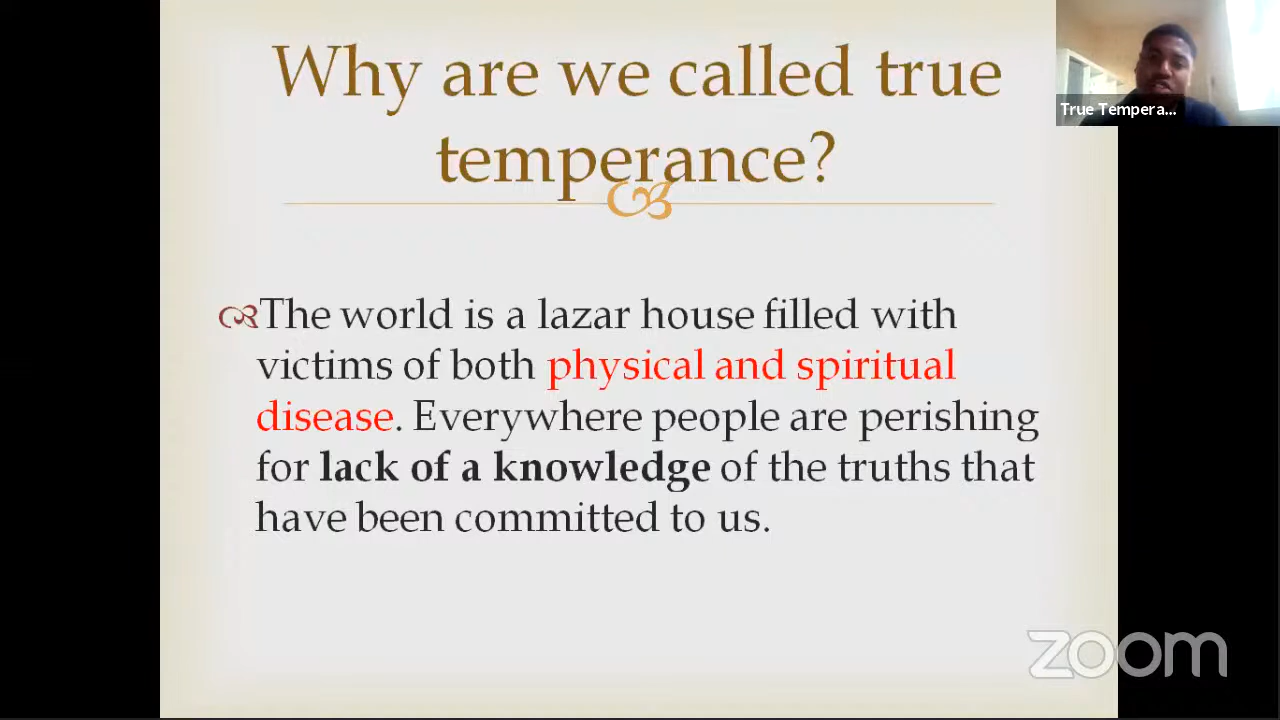 Why are we called true
temperance?
True Tempera...
The world is a lazar house filled with
victims of both physical and spiritual
disease. Everywhere people are perishing
for lack of a knowledge of the truths that
have been committed to us.
zoom